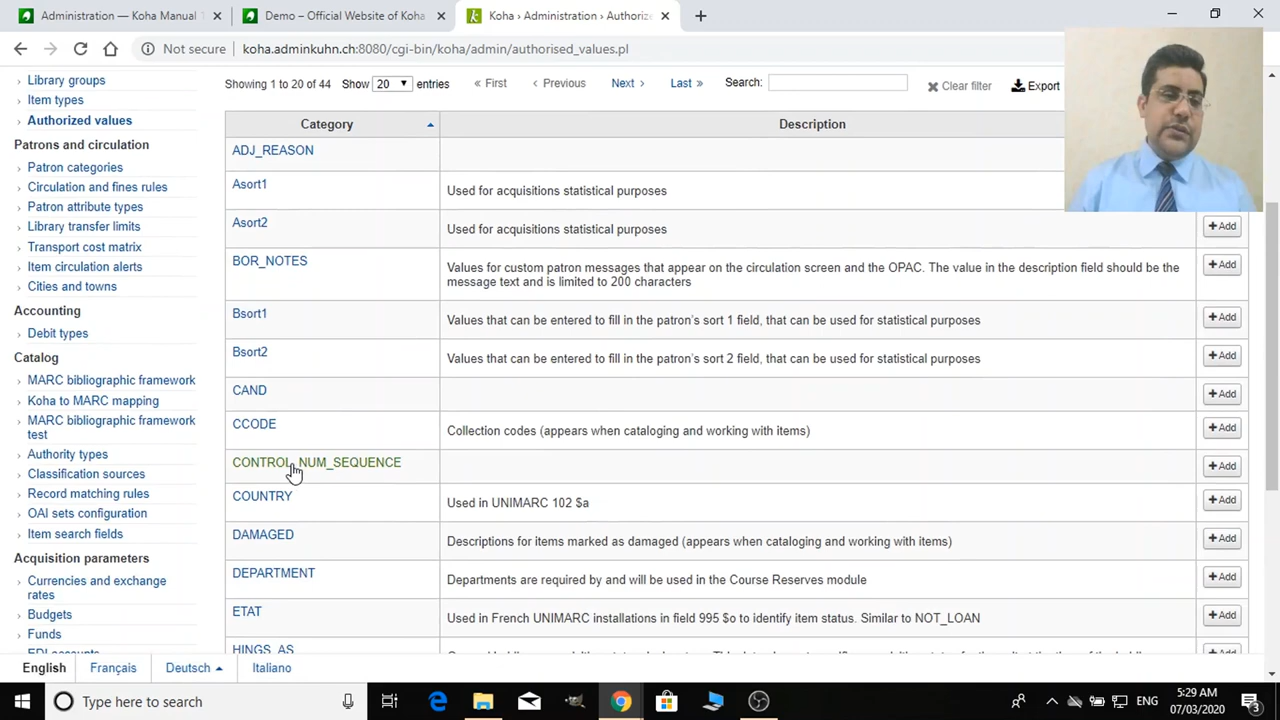 Administration — Koha Manual
Demo – Official Website of Koha
Koha › Administration › Authorize
Not secure
koha.adminkuhn.ch:8080/cgi-bin/koha/admin/authorised_values.pl
Library groups
Item types
Authorized values
Patrons and circulation
Patron categories
Circulation and fines rules
Patron attribute types
Library transfer limits
Transport cost matrix
Item circulation alerts
Cities and towns
Accounting
Debit types
Catalog
MARC bibliographic framework
Koha to MARC mapping
MARC bibliographic framework
test
Authority types
Classification sources
Record matching rules
OAI sets configuration
Item search fields
Acquisition parameters
Currencies and exchange
rates
Budgets
Funds
Showing 1 to 20 of 44 Show 20 entries « First ‹ Previous Next › Last » Search: Clear filter Export
Category Description
ADJ_REASON
Asort1 Used for acquisitions statistical purposes
Asort2 Used for acquisitions statistical purposes +Add
BOR_NOTES Values for custom patron messages that appear on the circulation screen and the OPAC. The value in the description field should be the +Add
message text and is limited to 200 characters
Bsort1 Values that can be entered to fill in the patron's sort 1 field, that can be used for statistical purposes +Add
Bsort2 Values that can be entered to fill in the patron's sort 2 field, that can be used for statistical purposes +Add
CAND +Add
CCODE Collection codes (appears when cataloging and working with items) +Add
CONTROL_NUM_SEQUENCE +Add
COUNTRY Used in UNIMARC 102 $a +Add
DAMAGED Descriptions for items marked as damaged (appears when cataloging and working with items) +Add
DEPARTMENT Departments are required by and will be used in the Course Reserves module +Add
ETAT Used in French UNIMARC installations in field 995 $o to identify item status. Similar to NOT_LOAN +Add
HINGS_AS
English Français Deutsch Italiano
Type here to search
ENG
5:29 AM
07/03/2020
3